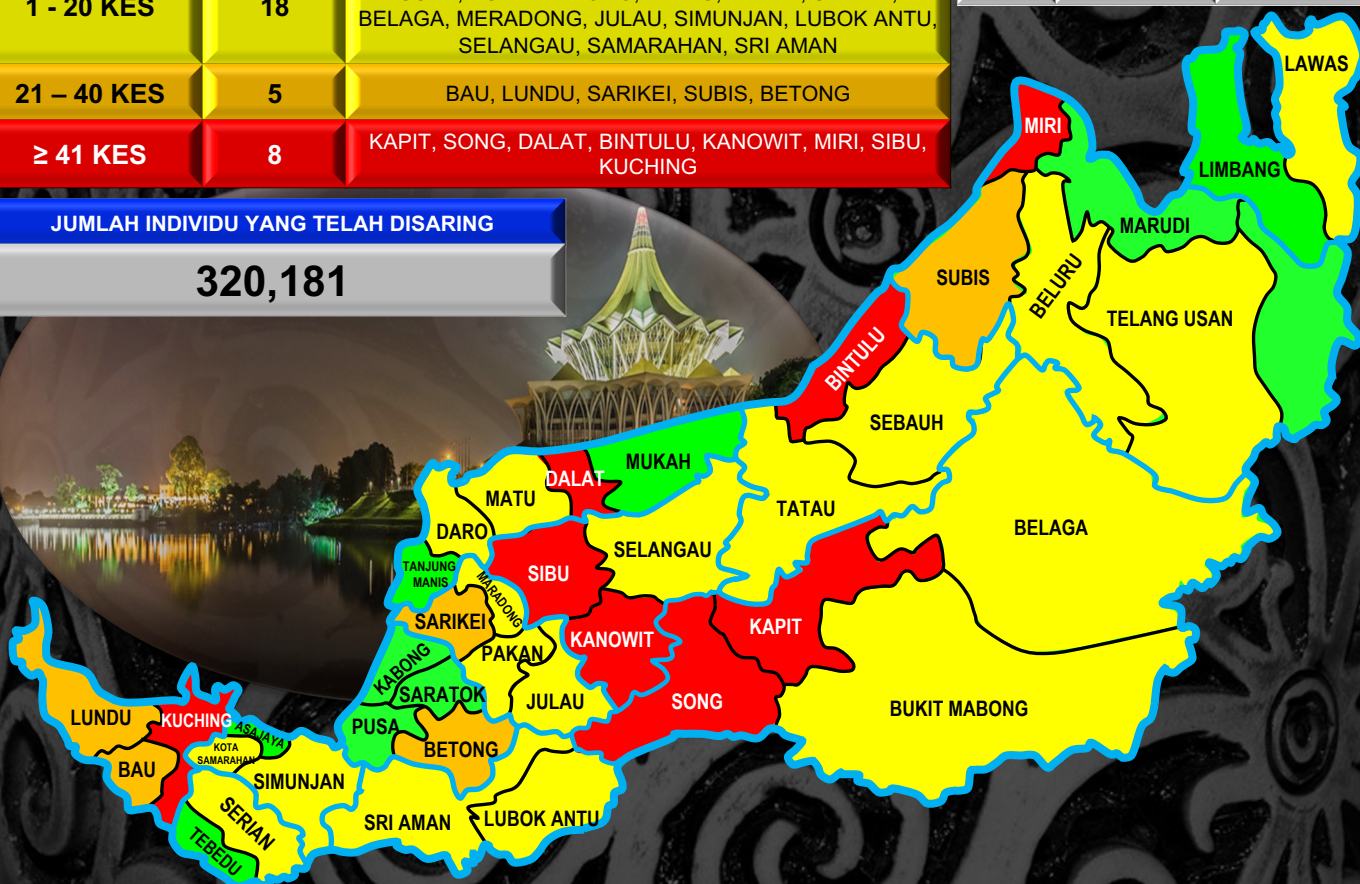 1 - 20 KES
18
BELAGA, MERADONG, JULAU, SIMUNJAN, LUBOK ANTU,
SELANGAU, SAMARAHAN, SRI AMAN
21 – 40 KES
5
BAU, LUNDU, SARIKEI, SUBIS, BETONG
≥ 41 KES
8
KAPIT, SONG, DALAT, BINTULU, KANOWIT, MIRI, SIBU,
KUCHING
JUMLAH INDIVIDU YANG TELAH DISARING
320,181
LAWAS
MIRI
LIMBANG
MARUDI
SUBIS
BELURU
TELANG USAN
BINTULU
SEBAUH
MUKAH
DALAT
MATU
TATAU
DARO
BELAGA
SELANGAU
TANJUNG
MANIS
SIBU
MARADONG
SARIKEI
KAPIT
KANOWIT
PAKAN
KABONG
SARATOK
JULAU
SONG
BUKIT MABONG
LUNDU
KUCHING
PUSA
ASAJAYA
BETONG
KOTA
SAMARAHAN
BAU
SIMUNJAN
SERIAN
SRI AMAN
LUBOK ANTU
TEBEDU